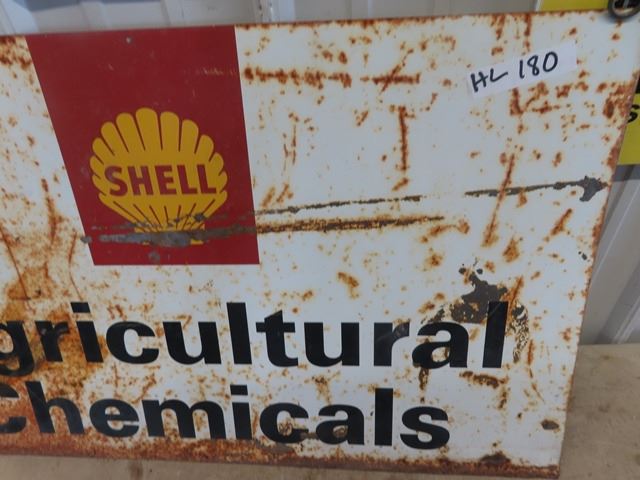 HL 180
SHELL
gricultural
Chemicals
s